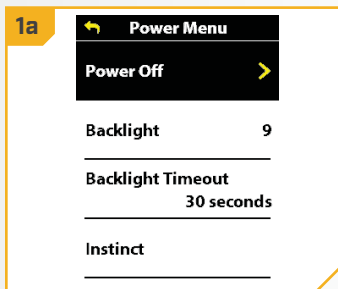 1a
Power Menu
Power Off
Backlight 9
Backlight Timeout
30 seconds
Instinct